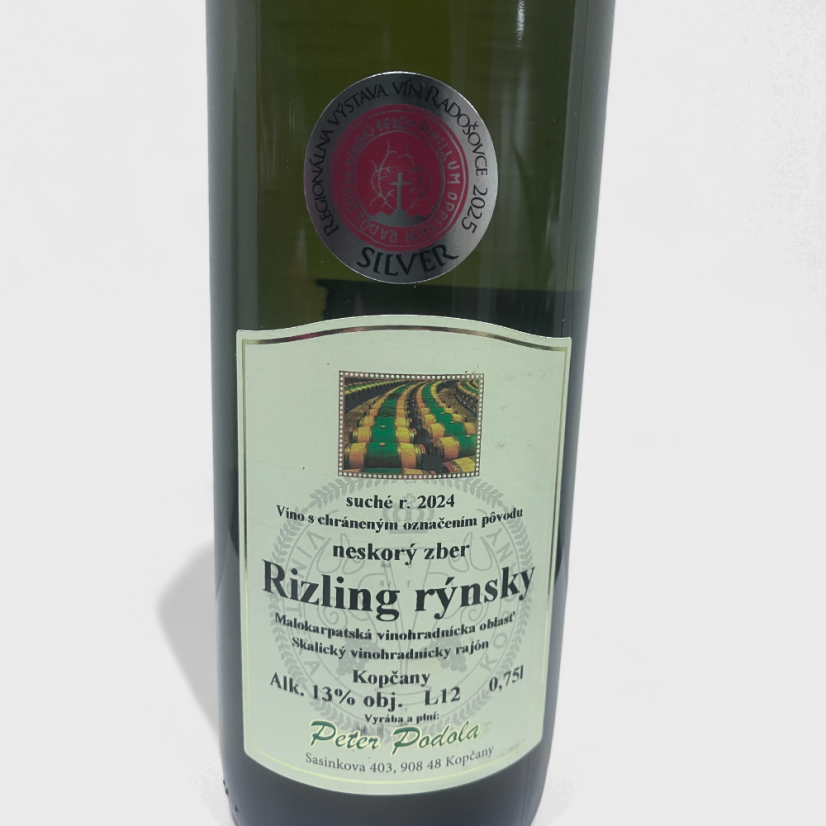 REGIONÁLNA VÝSTAVA VÍN RADOŠOVCE 2025
SILVER
suché r. 2024
Víno s chráneným označením pôvodu
neskorý zber
Rizling rýnsky
Malokarpatská vinohradnícka oblasť
Skalický vinohradnícky rajón
Kopčany
Alk. 13% obj. L12 0,75l
Vyrába a plní:
Peter Podola
Sasinkova 403, 908 48 Kopčany